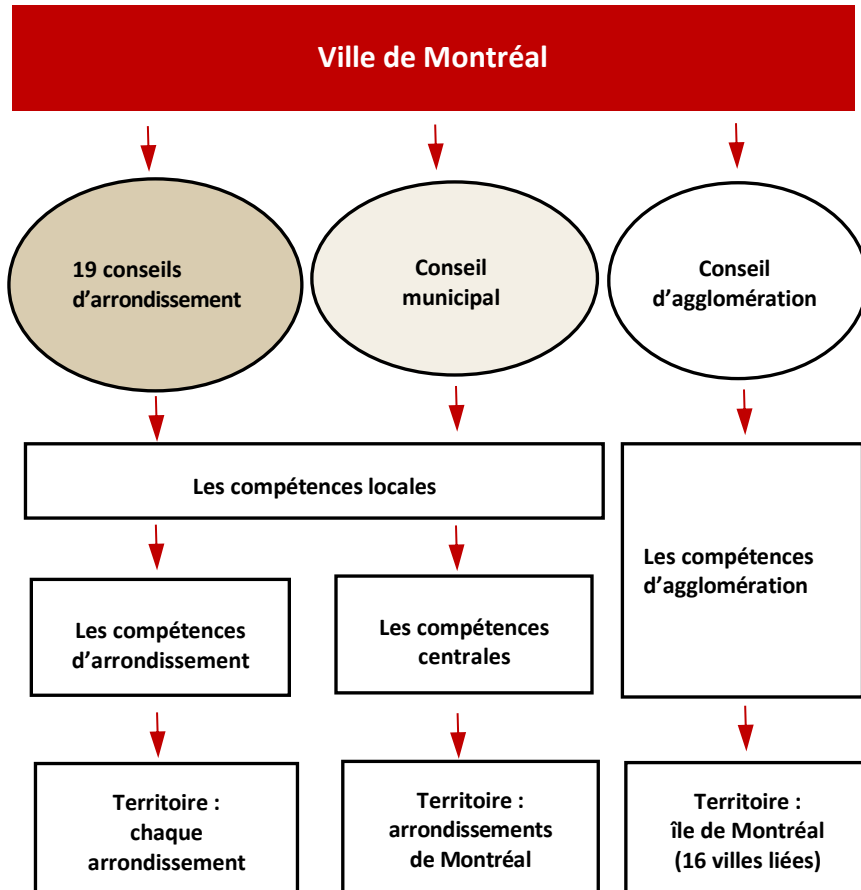 Ville de Montréal
19 conseils
d’arrondissement
Conseil
municipal
Conseil
d’agglomération
Les compétences locales
Les compétences
d’agglomération
Les compétences
d’arrondissement
Les compétences
centrales
Territoire :
chaque
arrondissement
Territoire :
arrondissements
de Montréal
Territoire :
île de Montréal
(16 villes liées)